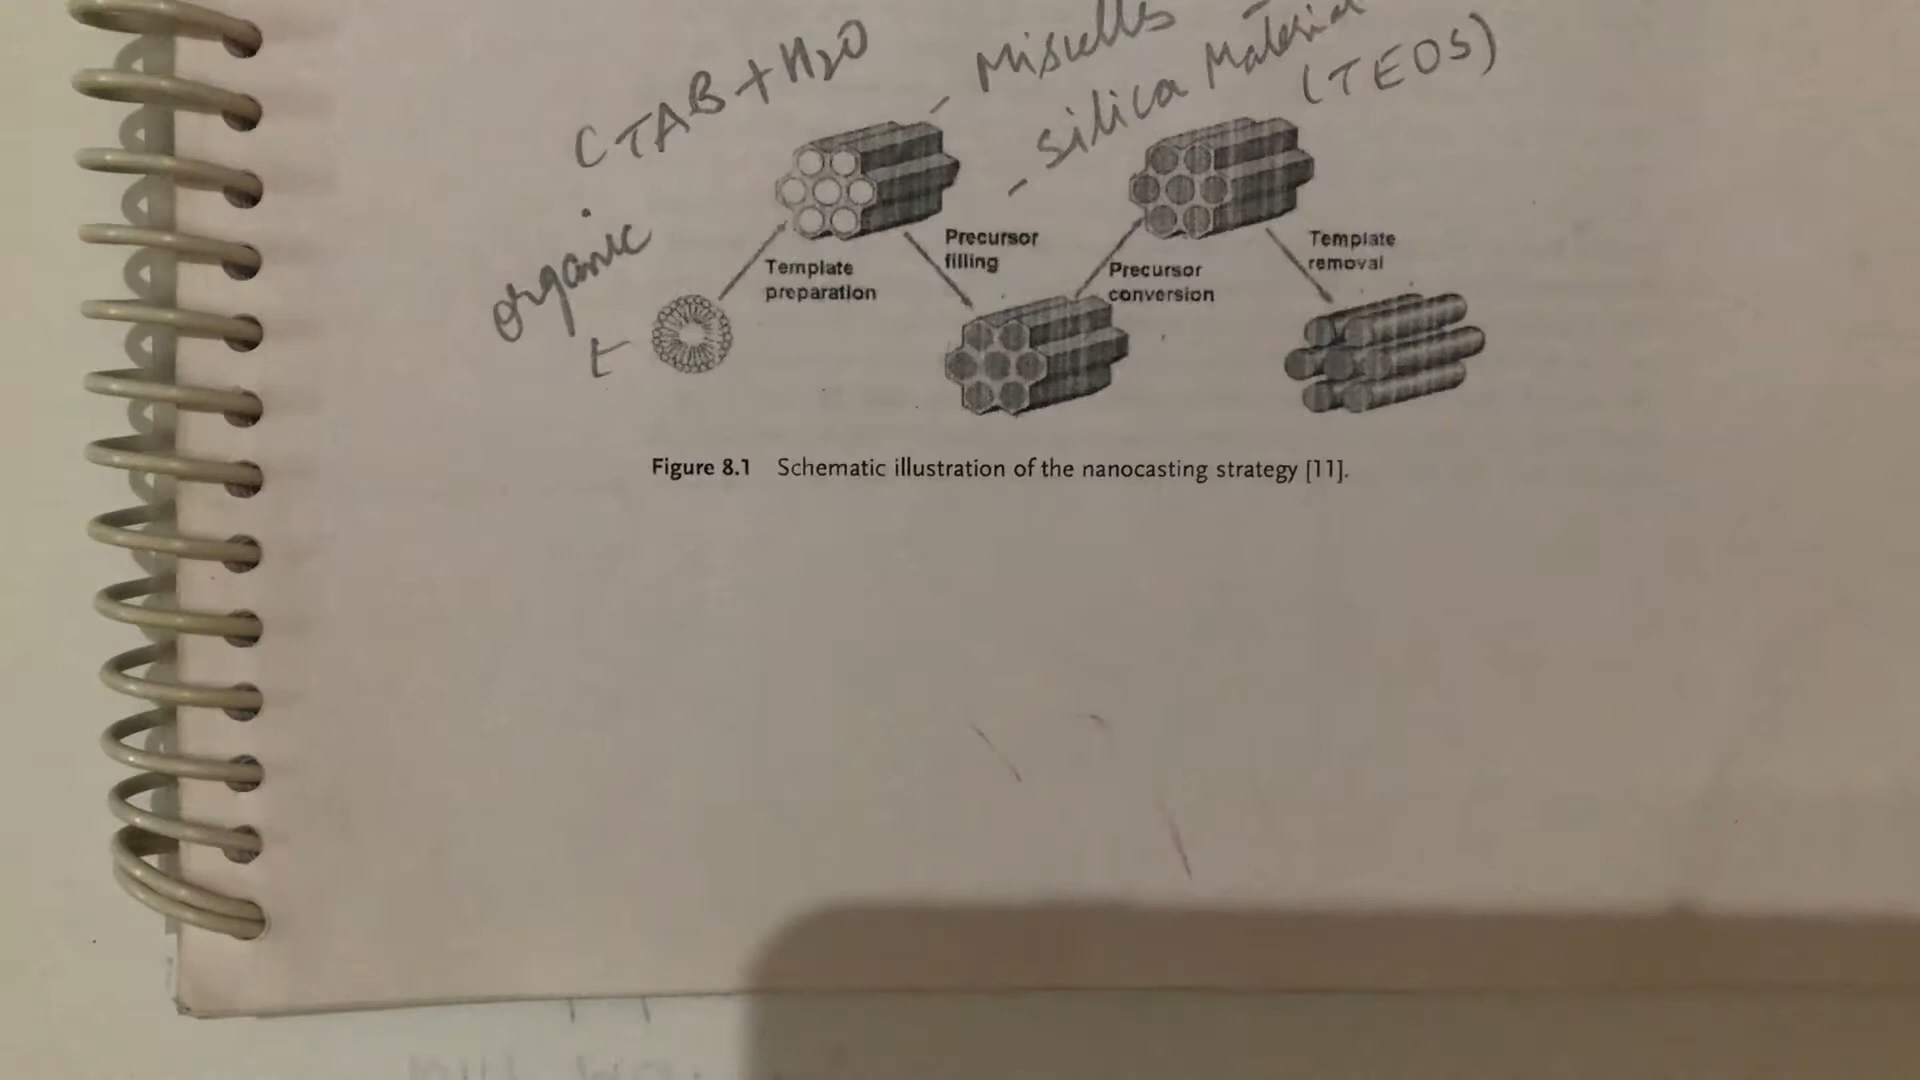 CTAB+H2O
- Misulls
- silica Material
(TEOS)
organic
t
Template
preparation
Precursor
filling
Precursor
conversion
Template
removal
Figure 8.1 Schematic illustration of the nanocasting strategy [11].